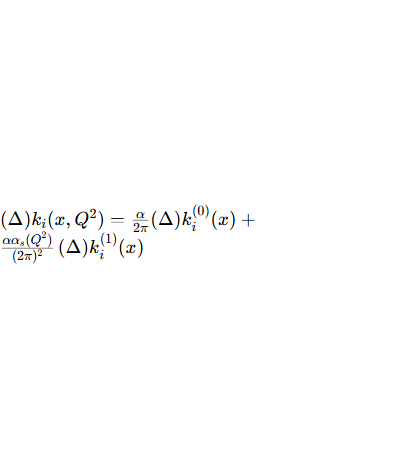 (Δ)k_i(x, Q^2) = \frac{α}{2π}(Δ)k_i^{(0)}(x) +
\frac{αα_s(Q^2)}{(2π)^2} (Δ)k_i^{(1)}(x)